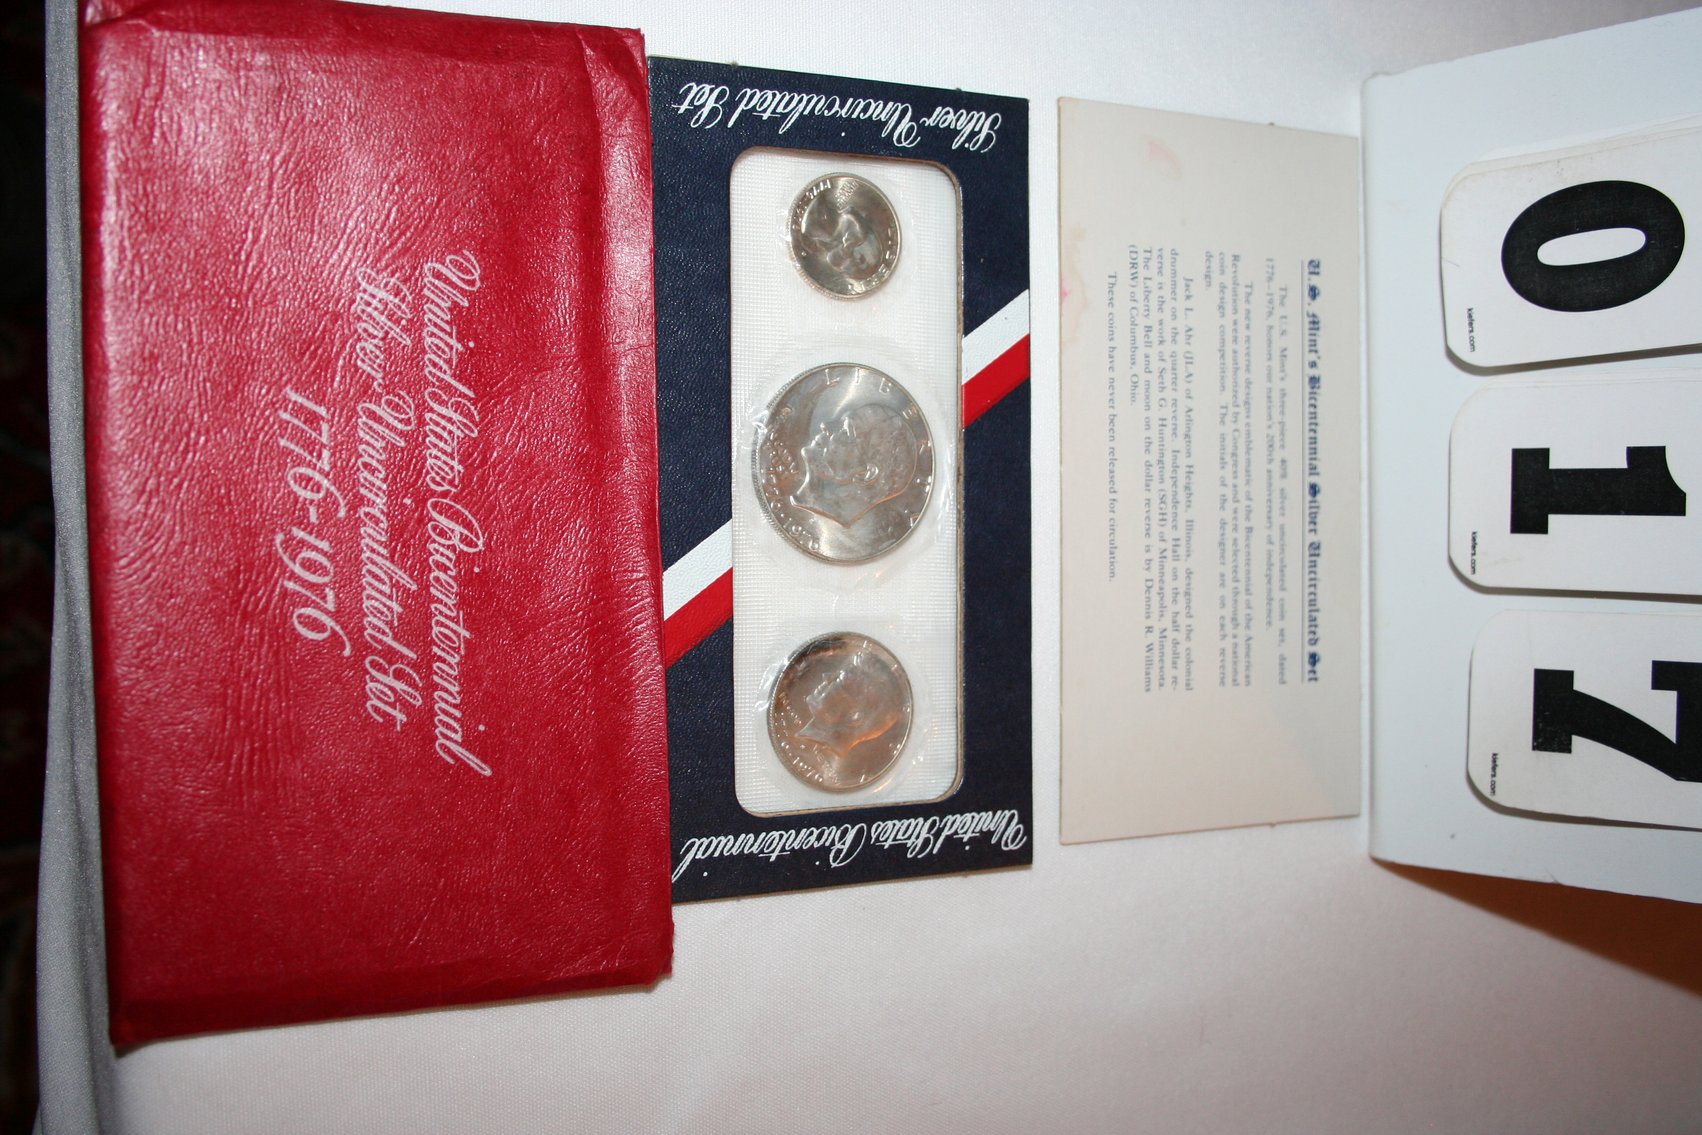 United States Bicentennial
Silver Uncirculated Set
1776-1976
Silver Uncirculated Set
United States Bicentennial
LIBERTY
U.S. Mint's Bicentennial Silver Uncirculated Set
The U.S. Mint's three-piece 40% silver uncirculated coin set, dated
1776–1976, honors our nation's 200th anniversary of independence.
The new reverse designs emblematic of the Bicentennial of the American
Revolution were authorized by Congress and were selected through a national
coin design competition. The initials of the designer are on each reverse
design.
Jack L. Ahr (JLA) of Arlington Heights, Illinois, designed the colonial
drummer on the quarter reverse. Independence Hall on the half dollar re-
verse is the work of Seth G. Huntington (SGH) of Minneapolis, Minnesota.
The Liberty Bell and moon on the dollar reverse is by Dennis R. Williams
(DRW) of Columbus, Ohio.
These coins have never been released for circulation.
0
kiefers.com
1
kiefers.com
7
kiefers.com